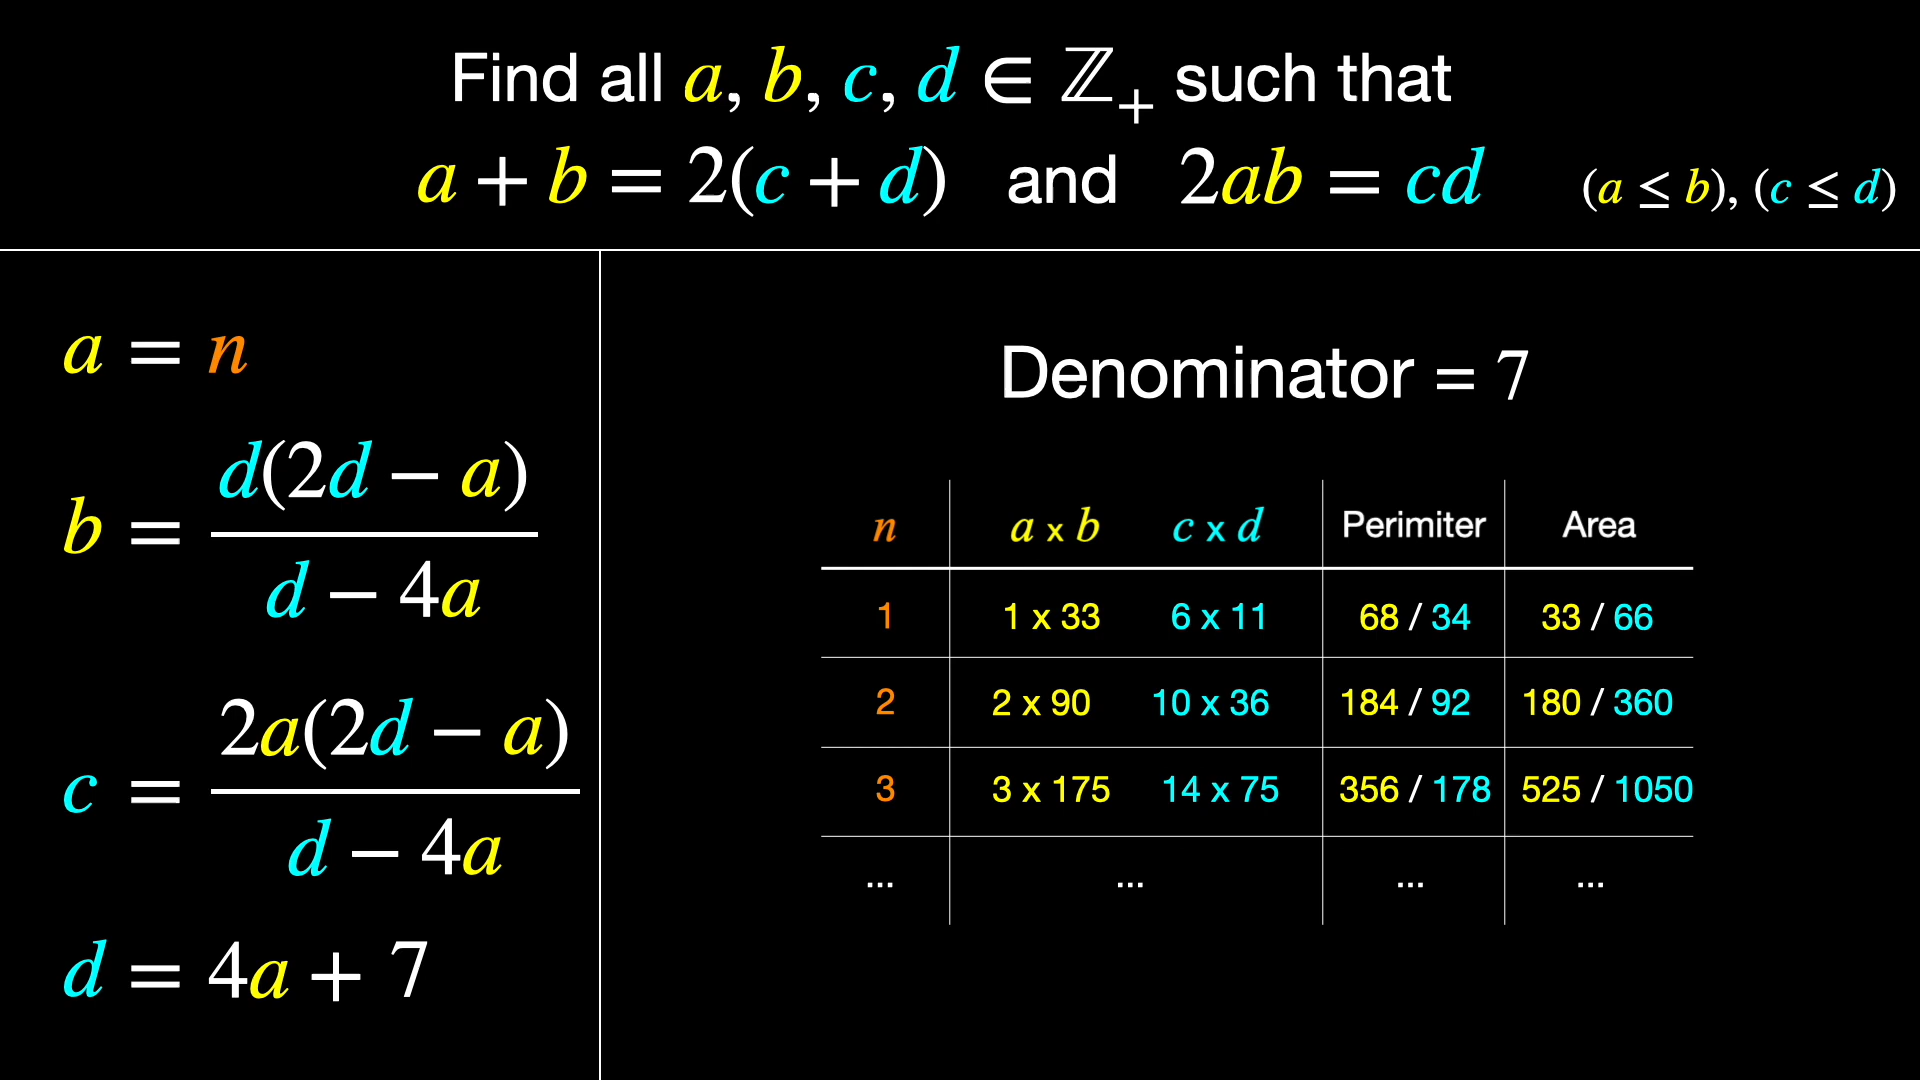 Find all a, b, c, d ∈ ℤ₊ such that
a + b = 2(c + d) and 2ab = cd (a ≤ b), (c ≤ d)
a = n
b = d(2d − a) / d − 4a
c = 2a(2d − a) / d − 4a
d = 4a + 7
Denominator = 7
n a x b c x d Perimiter Area
1 1 x 33 6 x 11 68 / 34 33 / 66
2 2 x 90 10 x 36 184 / 92 180 / 360
3 3 x 175 14 x 75 356 / 178 525 / 1050
... ... ... ...